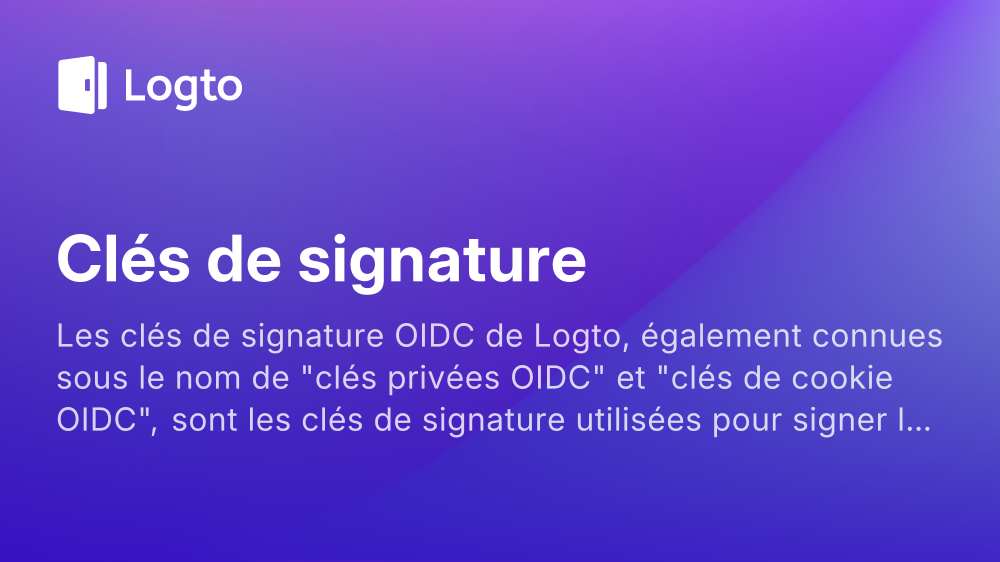 Logto
Clés de signature
Les clés de signature OIDC de Logto, également connues
sous le nom de "clés privées OIDC" et "clés de cookie
OIDC", sont les clés de signature utilisées pour signer l...